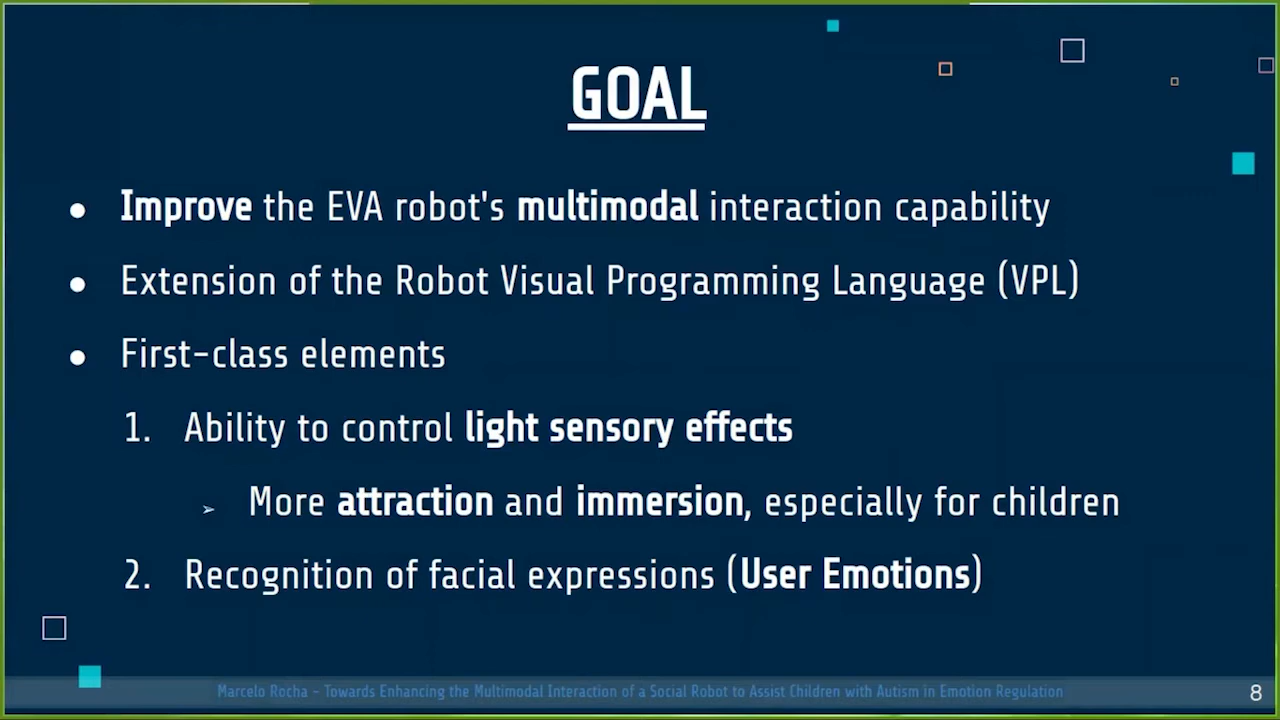 GOAL
● Improve the EVA robot's multimodal interaction capability
● Extension of the Robot Visual Programming Language (VPL)
● First-class elements
1. Ability to control light sensory effects
➢ More attraction and immersion, especially for children
2. Recognition of facial expressions (User Emotions)
Marcelo Rocha - Towards Enhancing the Multimodal Interaction of a Social Robot to Assist Children with Autism in Emotion Regulation
8